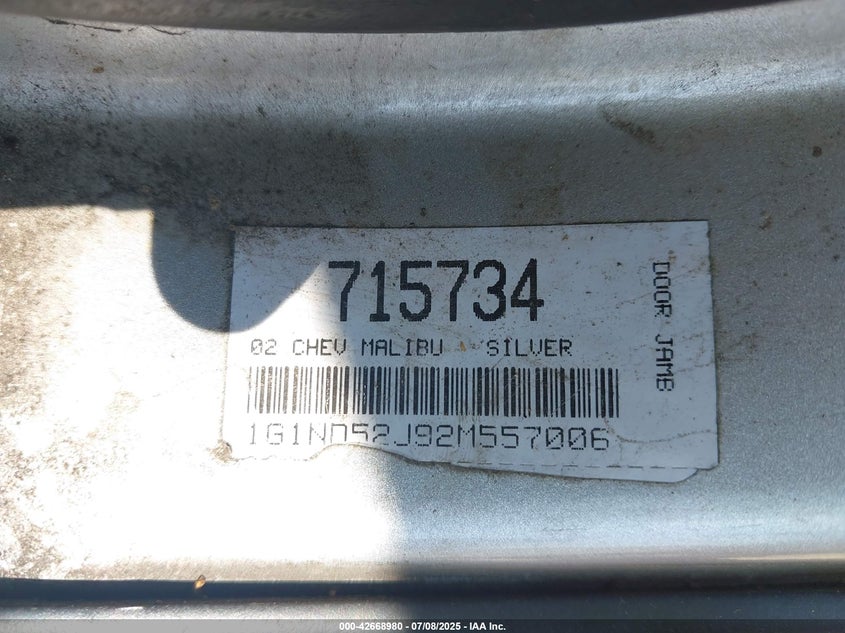 715734
02 CHEV MALIBU - SILVER
1G1ND52J92M557006
DOOR JAMB
000-42668980 - 07/08/2025 - IAA Inc.